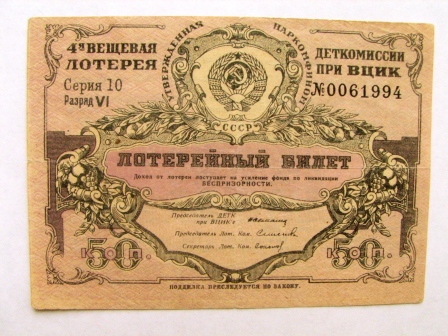 4я ВЕЩЕВАЯ
ЛОТЕРЕЯ
Серия 10
Разряд VI
УТВЕРЖДЕННАЯ НАРКОМФИНОМ
СССР
ДЕТКОМИССИИ
ПРИ ВЦИК
№0061994
ЛОТЕРЕЙНЫЙ БИЛЕТ
Доход от лотереи поступает на усиление фонда по ликвидации
БЕСПРИЗОРНОСТИ.
Председатель ДЕТК
ПРИ ВЦИК'е
Председатель Лот. Ком.
Секретарь Лот. Ком.
50 КОП.
50 КОП.
ПОДДЕЛКА ПРЕСЛЕДУЕТСЯ ПО ЗАКОНУ.